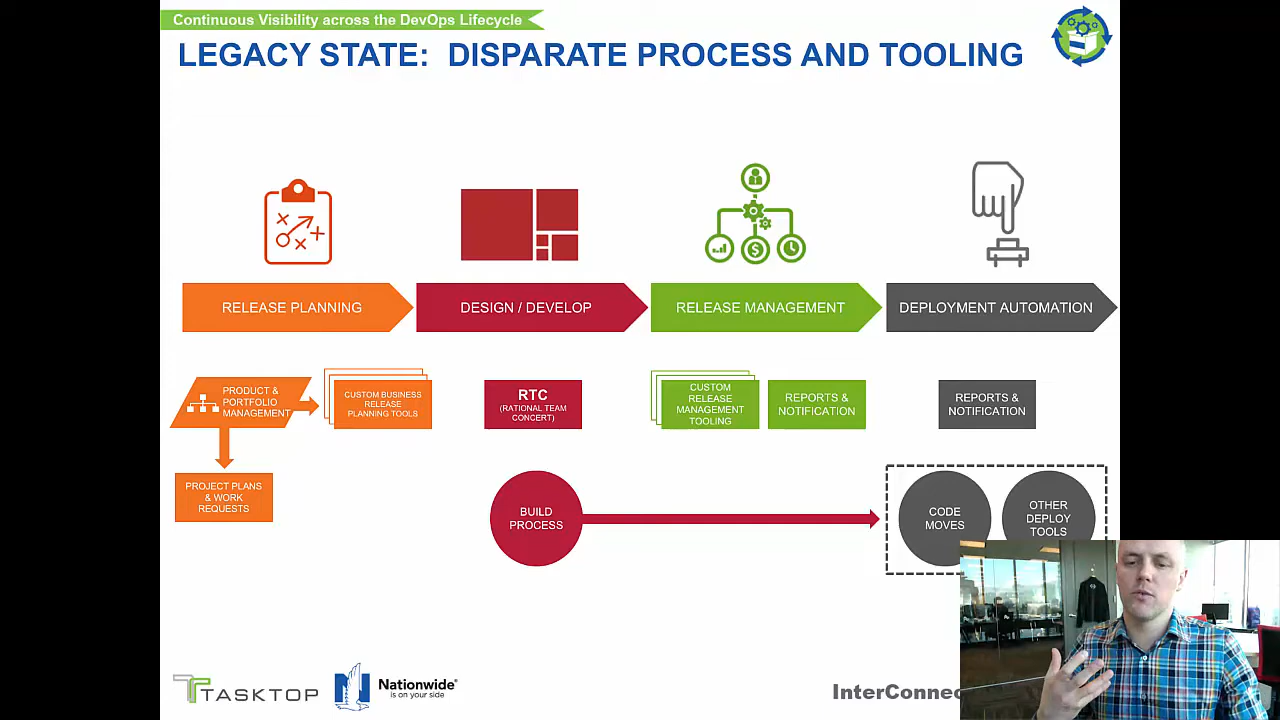 Continuous Visibility across the DevOps Lifecycle
LEGACY STATE: DISPARATE PROCESS AND TOOLING
RELEASE PLANNING
DESIGN / DEVELOP
RELEASE MANAGEMENT
DEPLOYMENT AUTOMATION
PRODUCT &
PORTFOLIO
MANAGEMENT
CUSTOM BUSINESS
RELEASE
PLANNING TOOLS
RTC
(RATIONAL TEAM
CONCERT)
CUSTOM
RELEASE
MANAGEMENT
TOOLING
REPORTS &
NOTIFICATION
REPORTS &
NOTIFICATION
PROJECT PLANS
& WORK
REQUESTS
BUILD
PROCESS
CODE
MOVES
OTHER
DEPLOY
TOOLS
TASKTOP
Nationwide
is on your side
InterConnec